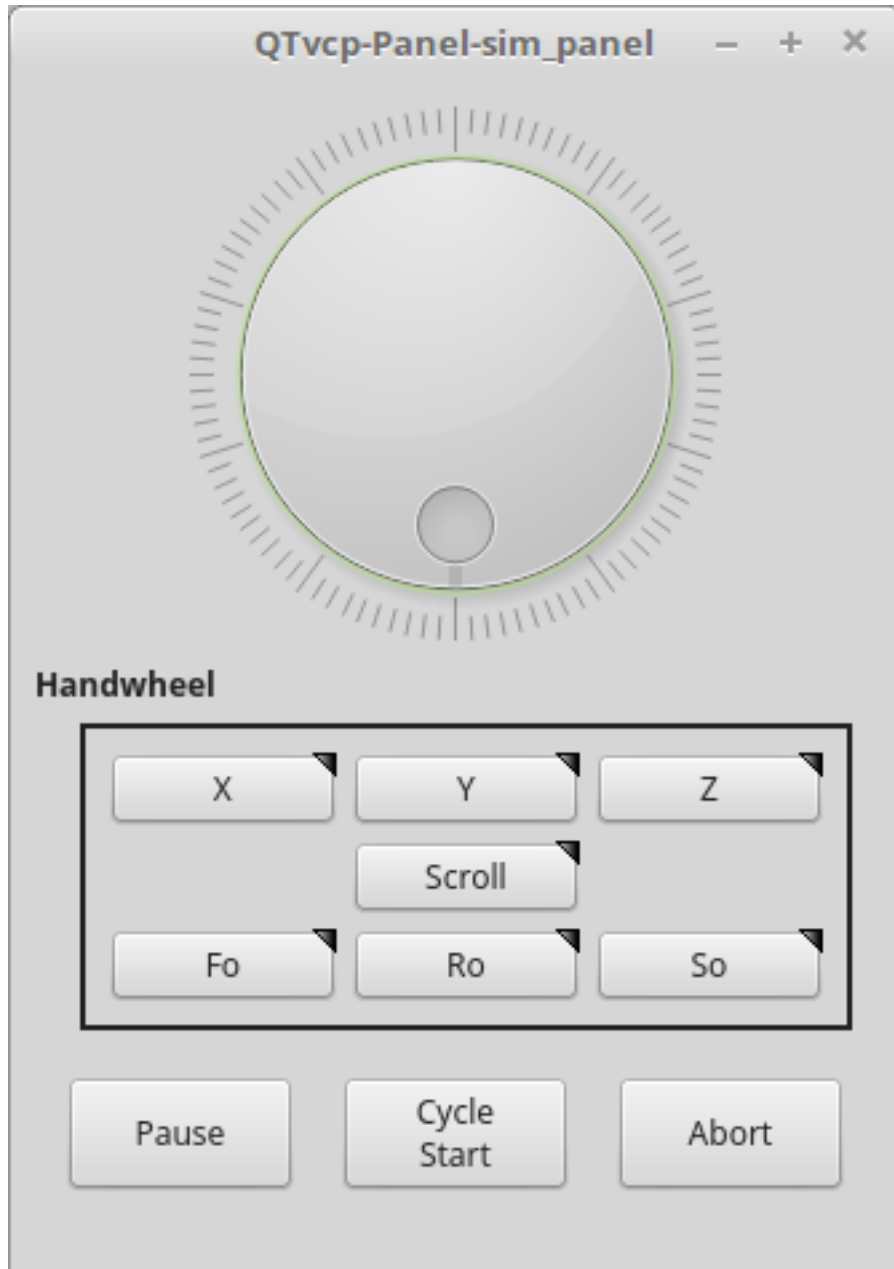 QTvcp-Panel-sim_panel
Handwheel
X Y Z
Scroll
Fo Ro So
Pause Cycle Start Abort